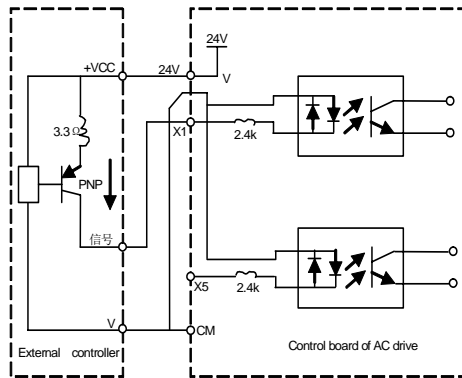 24V
+VCC
24V
V
3.3Ω
X1
2.4k
PNP
信号
X5
2.4k
V
CM
External controller
Control board of AC drive